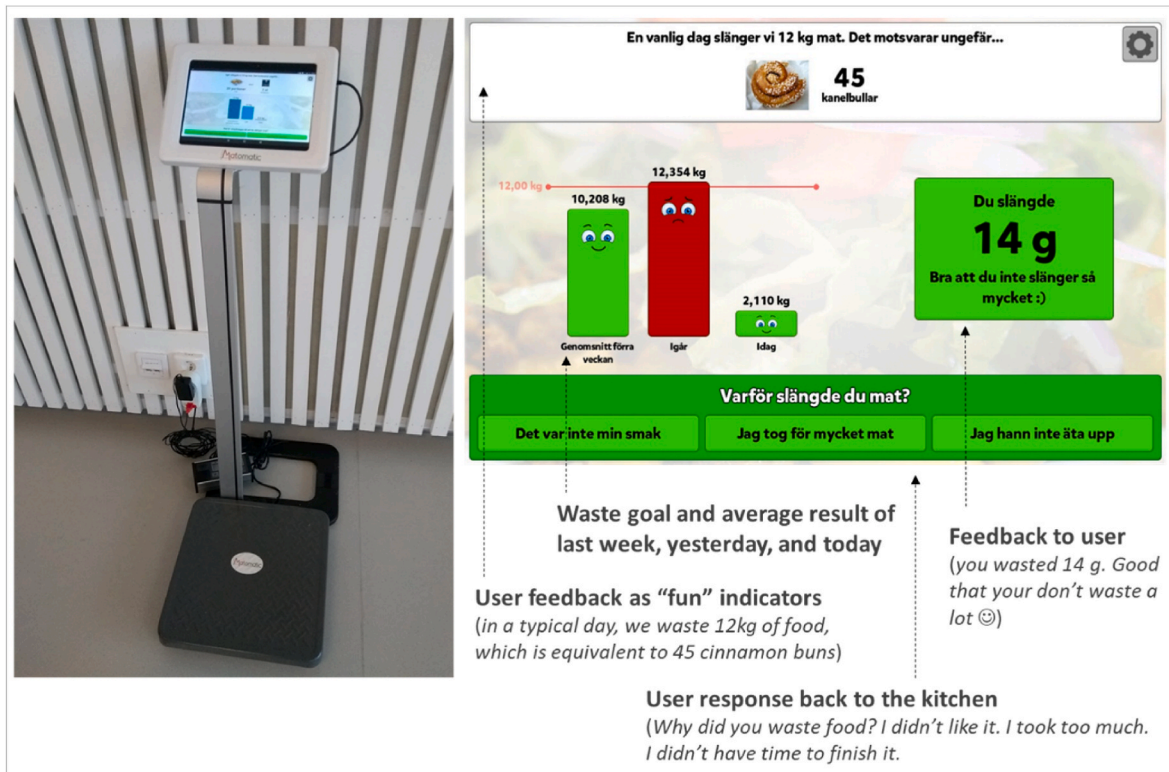 Matomatic
Matomatic
En vanlig dag slänger vi 12 kg mat. Det motsvarar ungefär...
45
kanelbullar
12,00 kg
10,208 kg
12,354 kg
2,110 kg
Genomsnitt förra
veckan
Igår
Idag
Du slängde
14 g
Bra att du inte slänger så
mycket :)
Varför slängde du mat?
Det var inte min smak
Jag tog för mycket mat
Jag hann inte äta upp
Waste goal and average result of
last week, yesterday, and today
Feedback to user
(you wasted 14 g. Good
that your don't waste a
lot ☺)
User feedback as “fun” indicators
(in a typical day, we waste 12kg of food,
which is equivalent to 45 cinnamon buns)
User response back to the kitchen
(Why did you waste food? I didn't like it. I took too much.
I didn't have time to finish it.